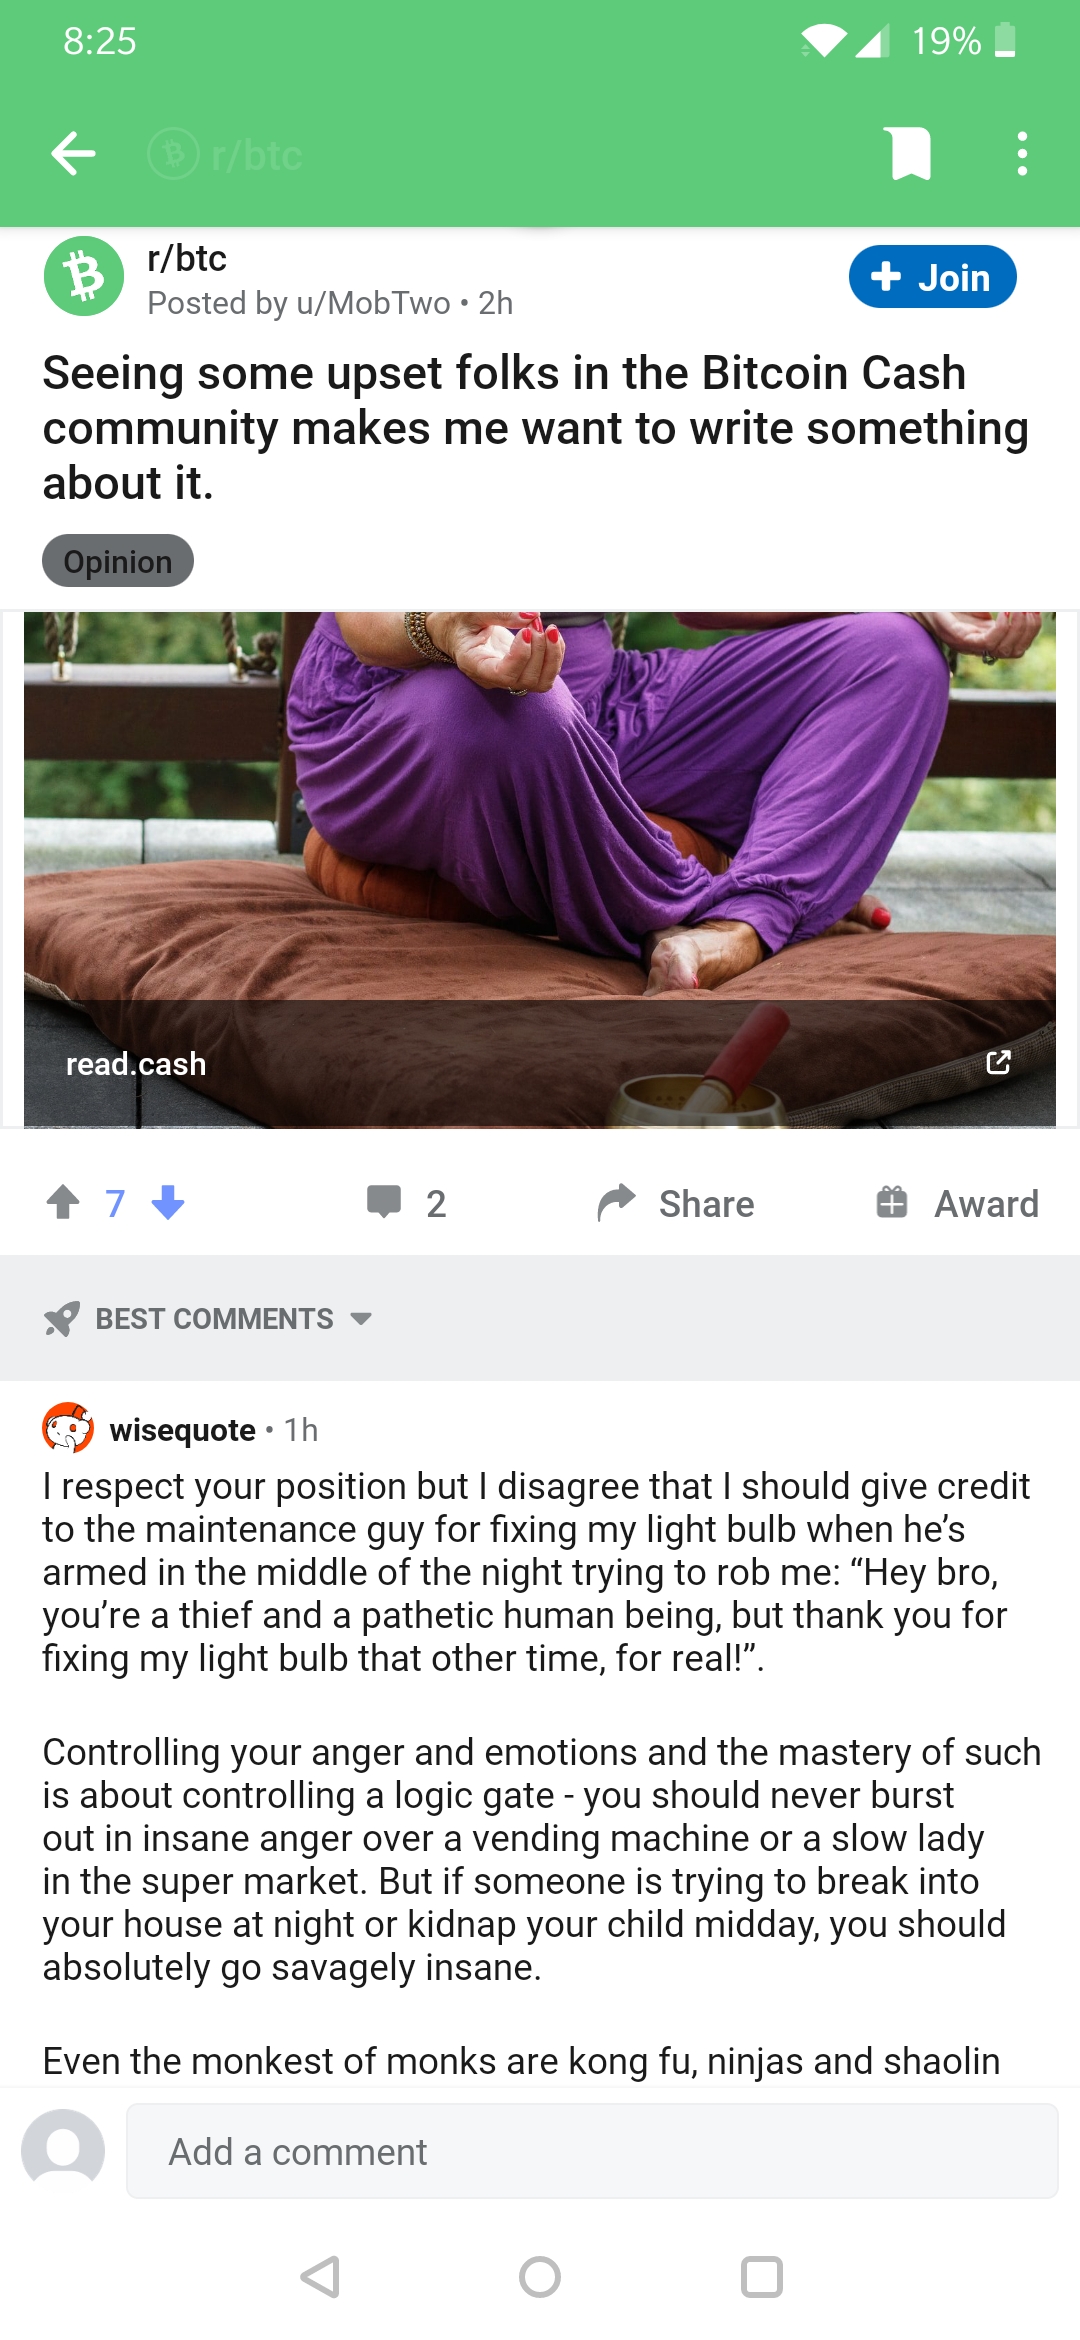 8:25
19%
r/btc
r/btc
Posted by u/MobTwo • 2h
+ Join
Seeing some upset folks in the Bitcoin Cash
community makes me want to write something
about it.
Opinion
read.cash
7
2
Share
Award
BEST COMMENTS
wisequote • 1h
I respect your position but I disagree that I should give credit
to the maintenance guy for fixing my light bulb when he’s
armed in the middle of the night trying to rob me: “Hey bro,
you’re a thief and a pathetic human being, but thank you for
fixing my light bulb that other time, for real!”.
Controlling your anger and emotions and the mastery of such
is about controlling a logic gate - you should never burst
out in insane anger over a vending machine or a slow lady
in the super market. But if someone is trying to break into
your house at night or kidnap your child midday, you should
absolutely go savagely insane.
Even the monkest of monks are kong fu, ninjas and shaolin
Add a comment